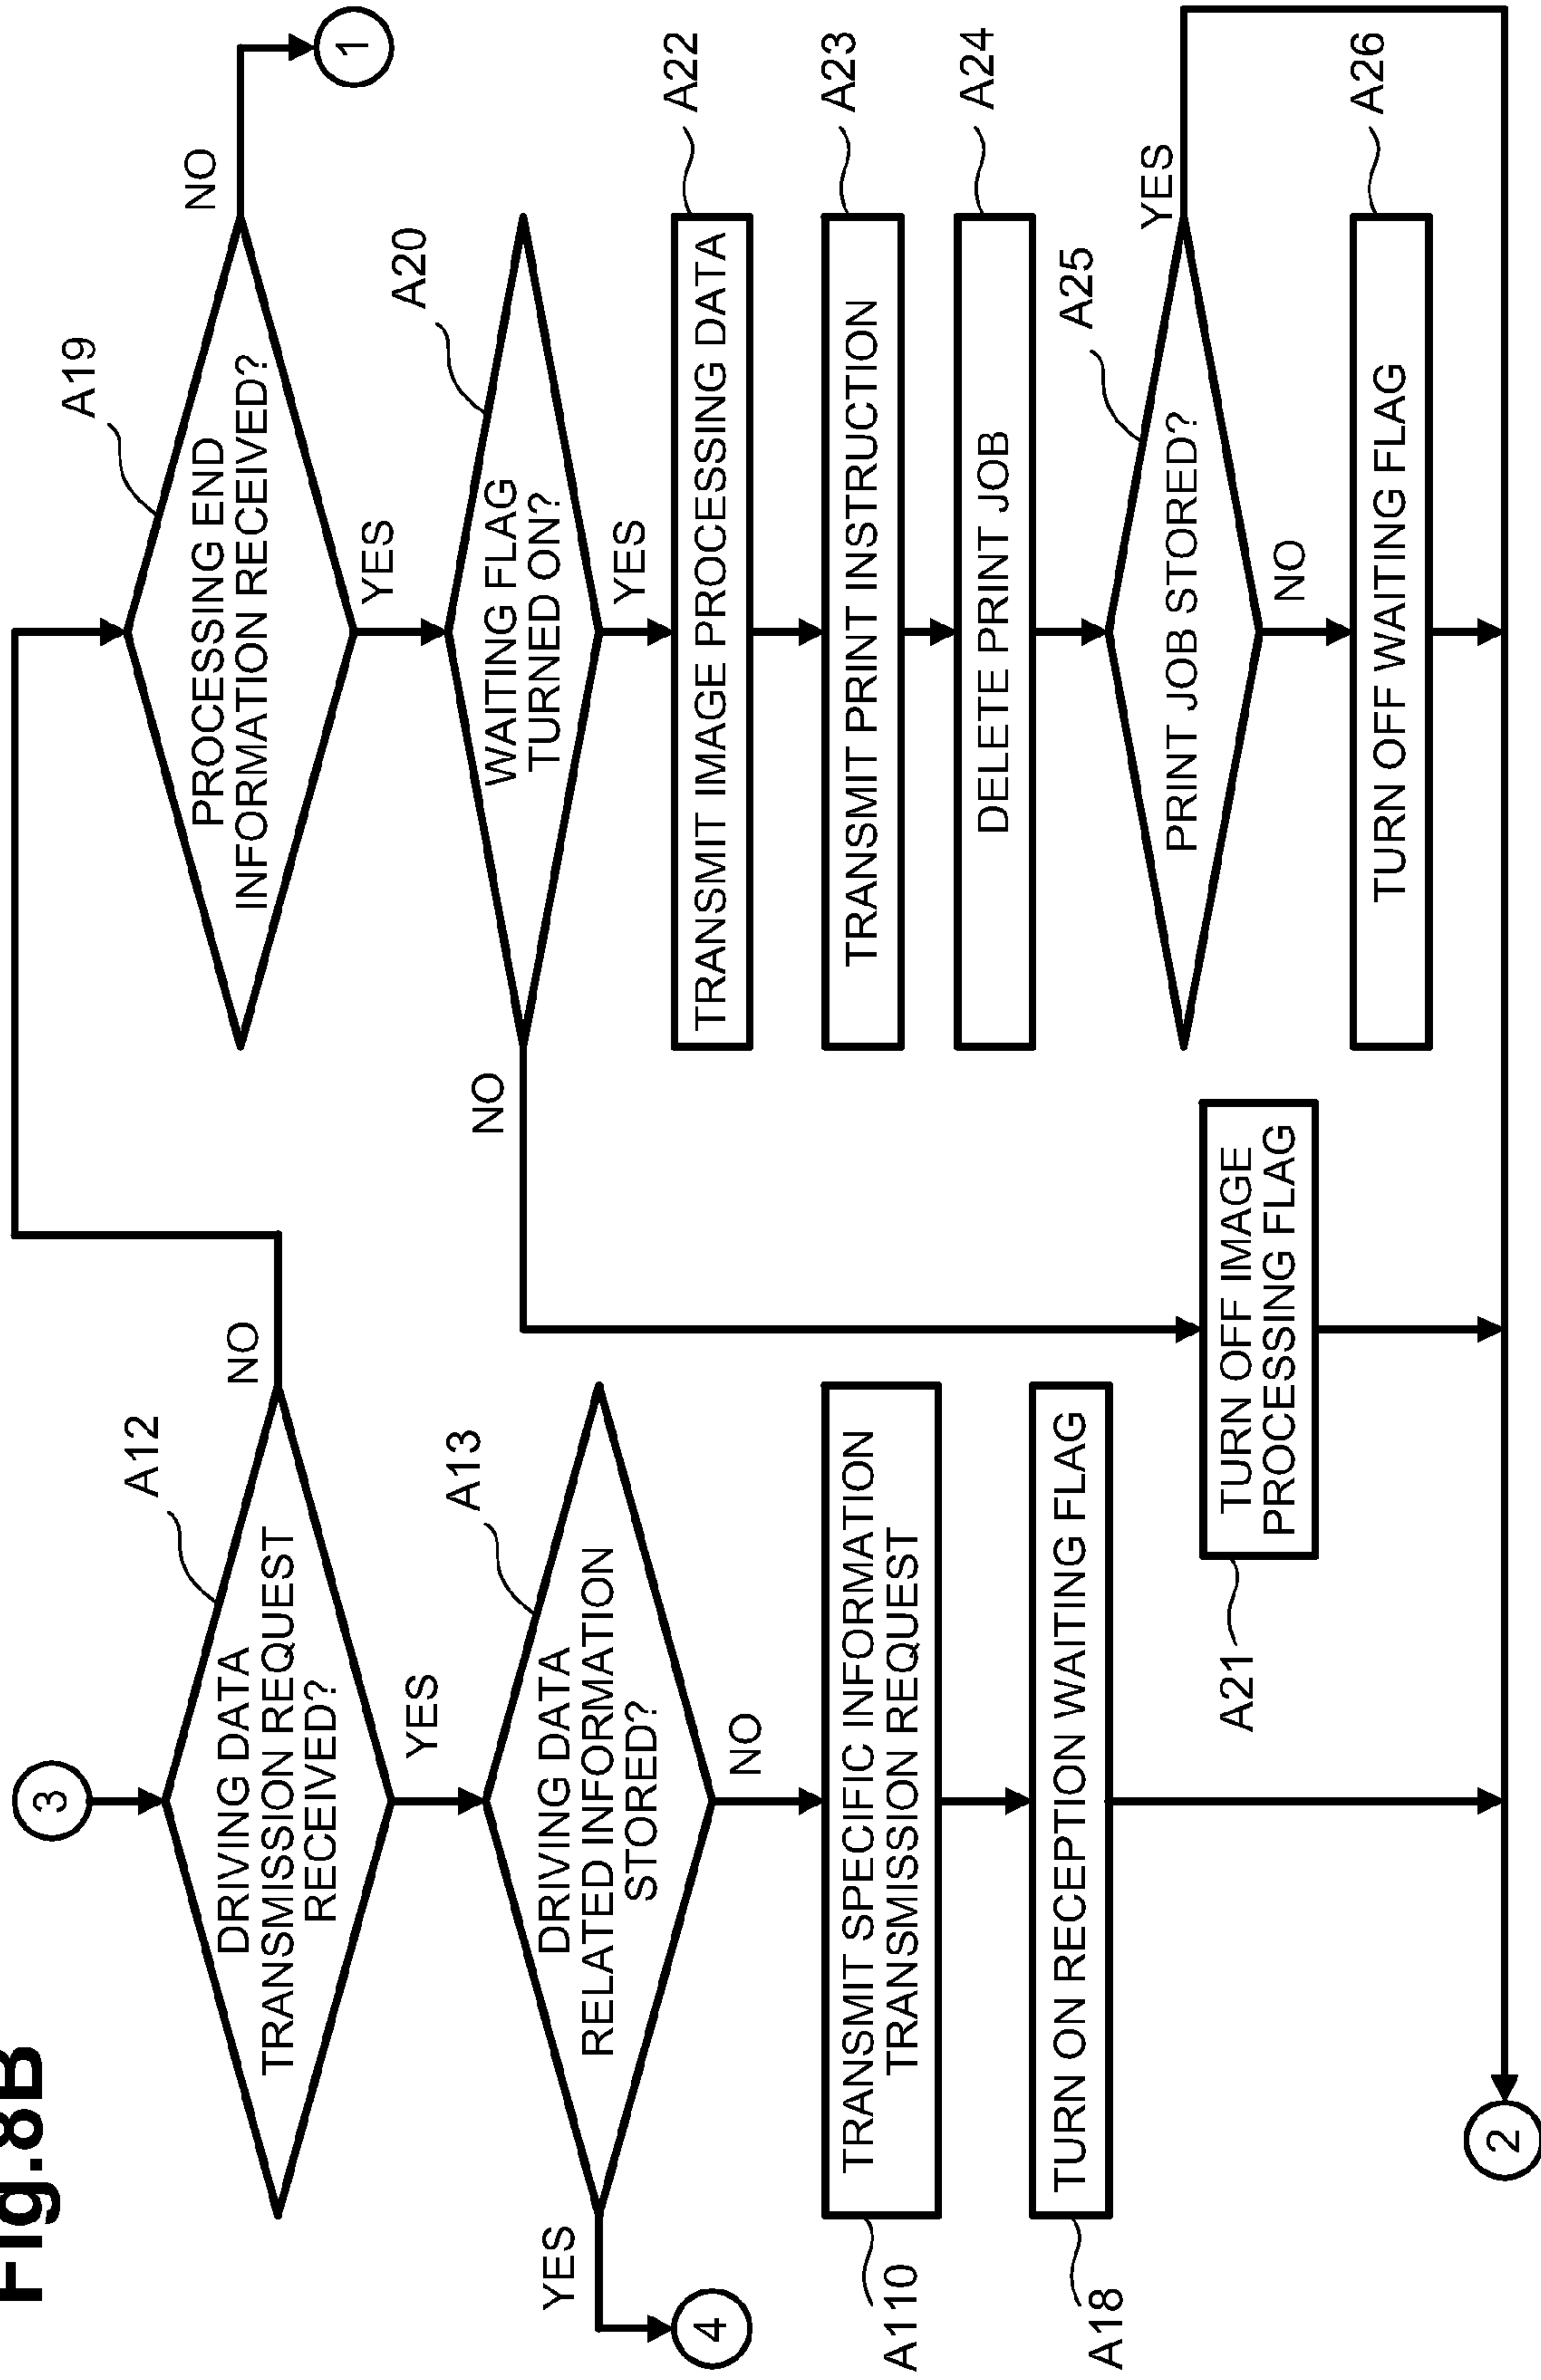 Fig.8B
3
DRIVING DATA
TRANSMISSION REQUEST
RECEIVED?
A12
NO
YES
DRIVING DATA
RELATED INFORMATION
STORED?
A13
YES
4
NO
TRANSMIT SPECIFIC INFORMATION
TRANSMISSION REQUEST
A110
TURN ON RECEPTION WAITING FLAG
A18
PROCESSING END
INFORMATION RECEIVED?
A19
NO
1
YES
WAITING FLAG
TURNED ON?
A20
NO
YES
TURN OFF IMAGE
PROCESSING FLAG
A21
TRANSMIT IMAGE PROCESSING DATA
A22
TRANSMIT PRINT INSTRUCTION
A23
DELETE PRINT JOB
A24
PRINT JOB STORED?
A25
YES
NO
TURN OFF WAITING FLAG
A26
2